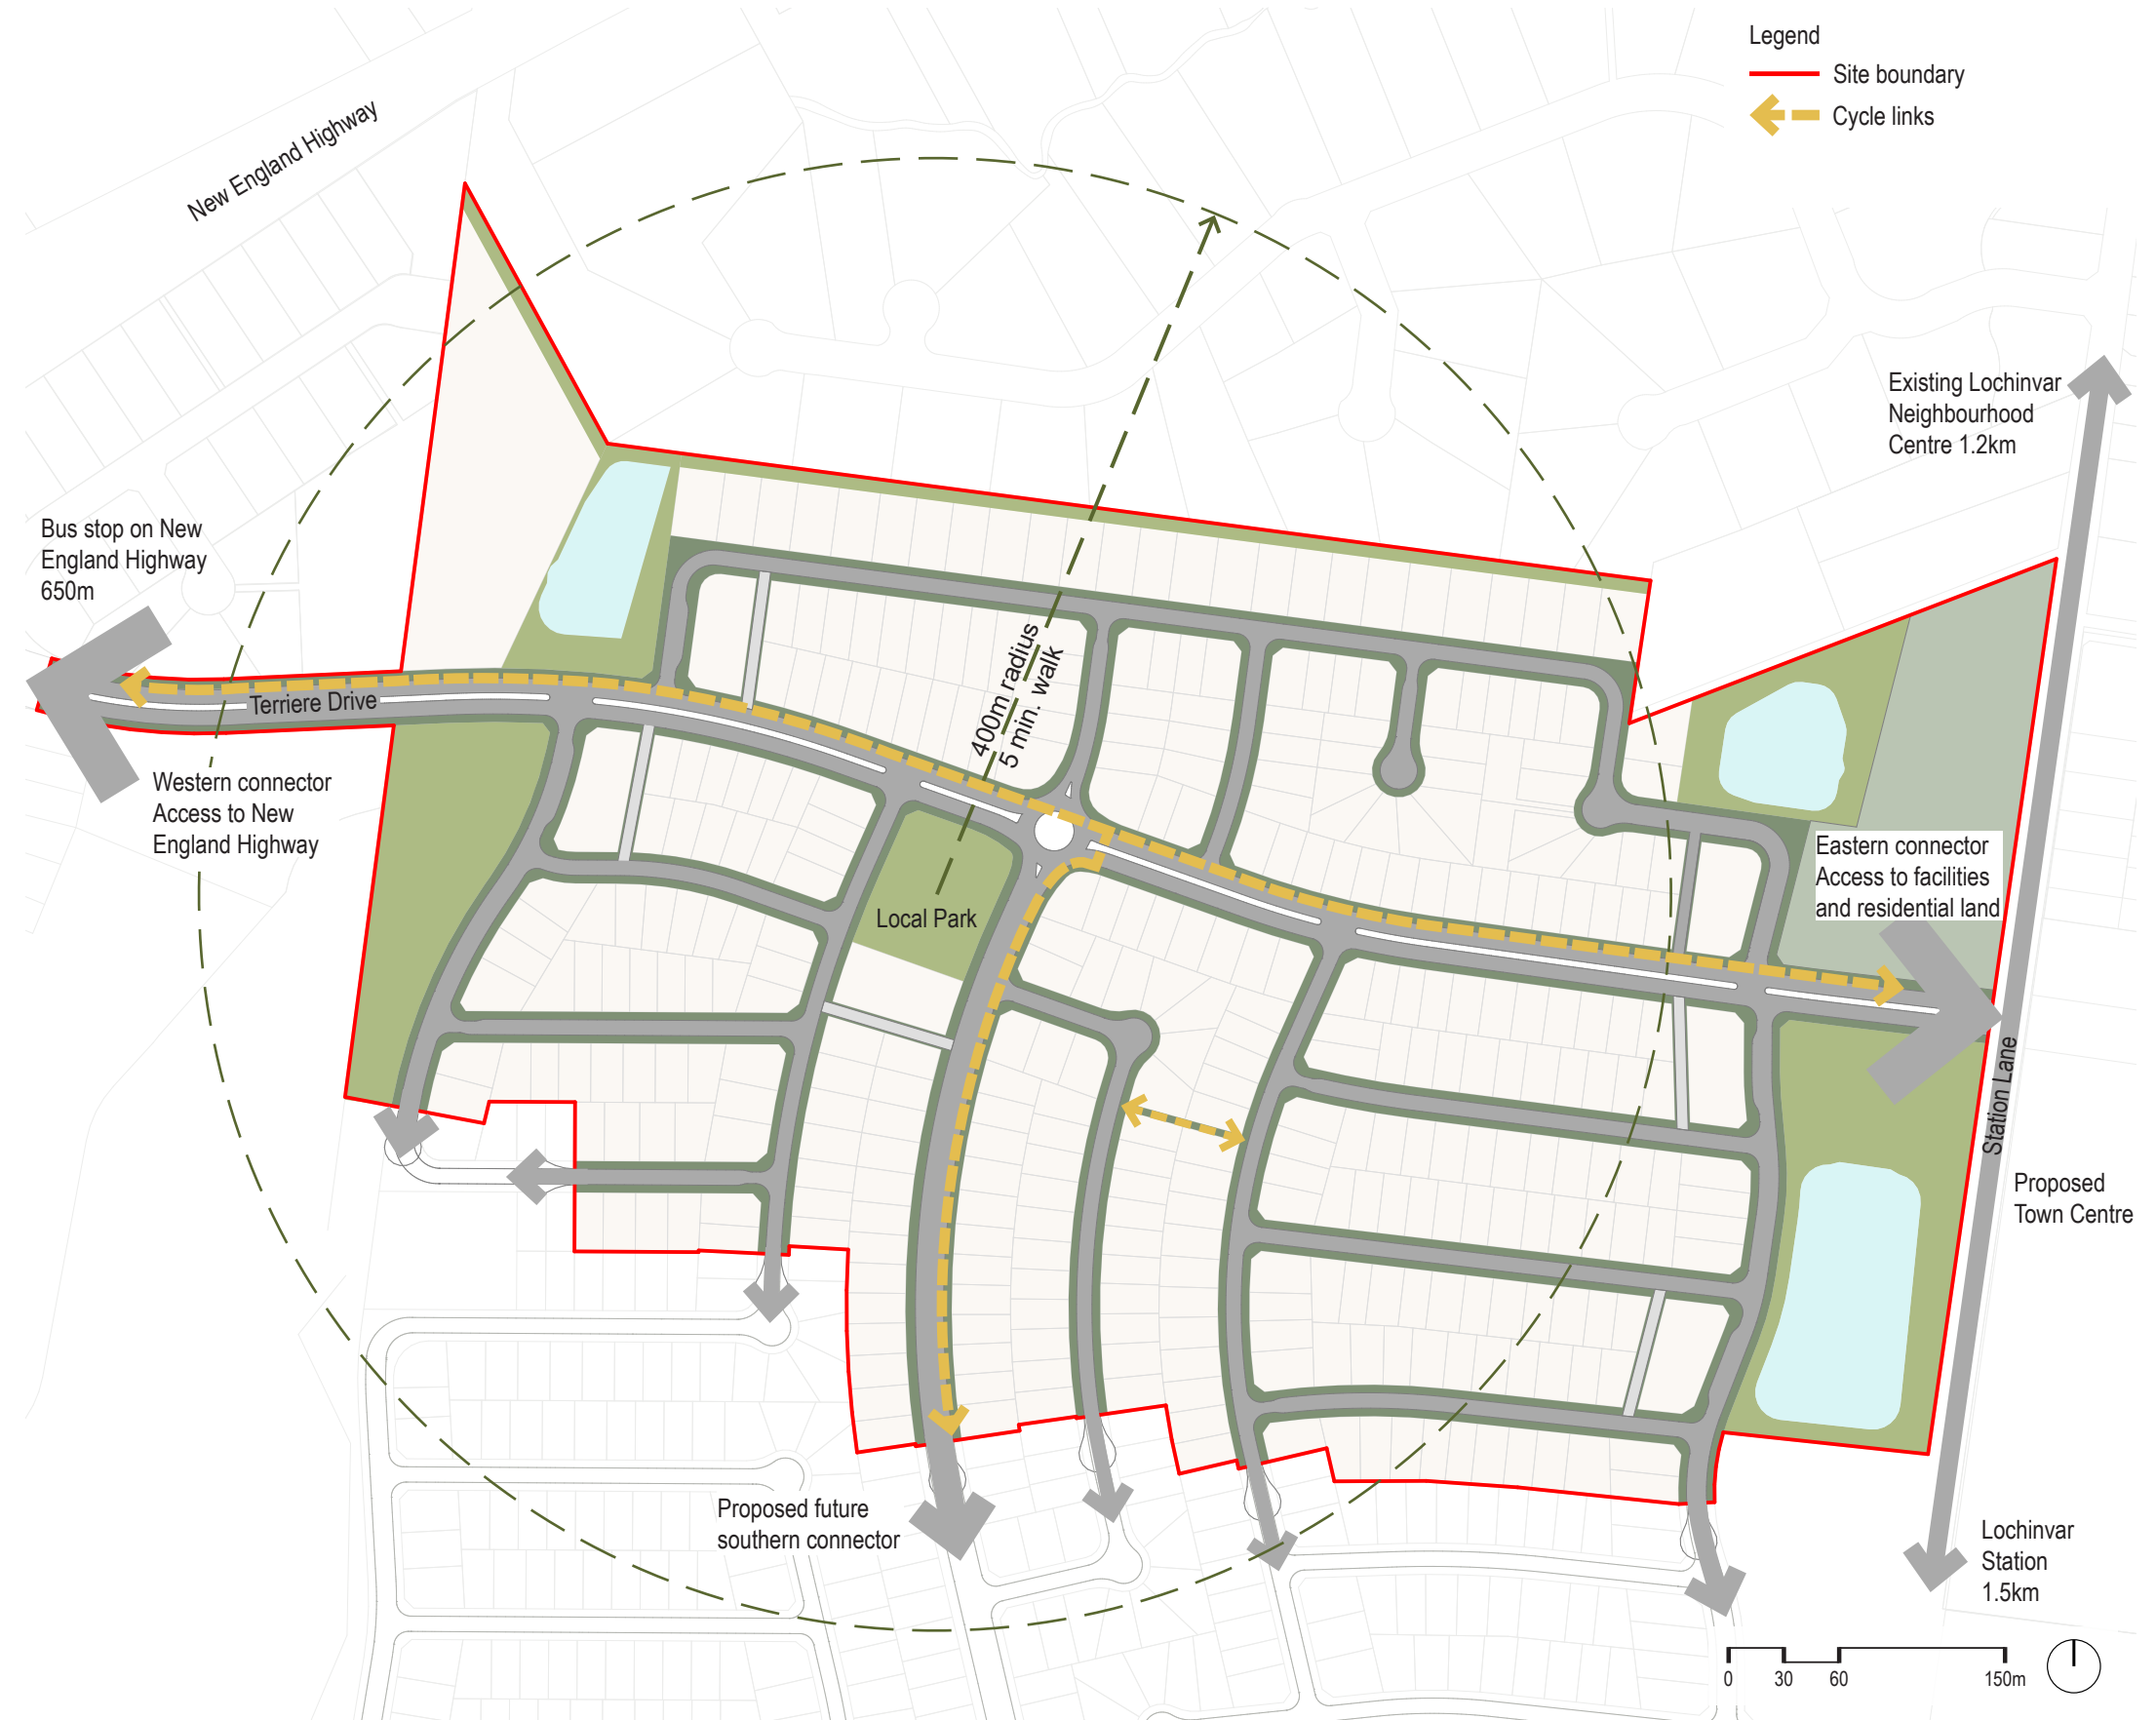 Legend
Site boundary
Cycle links
New England Highway
Existing Lochinvar
Neighbourhood
Centre 1.2km
Bus stop on New
England Highway
650m
400m radius
5 min. walk
Terriere Drive
Western connector
Access to New
England Highway
Eastern connector
Access to facilities
and residential land
Local Park
Station Lane
Proposed
Town Centre
Proposed future
southern connector
Lochinvar
Station
1.5km
0 30 60 150m